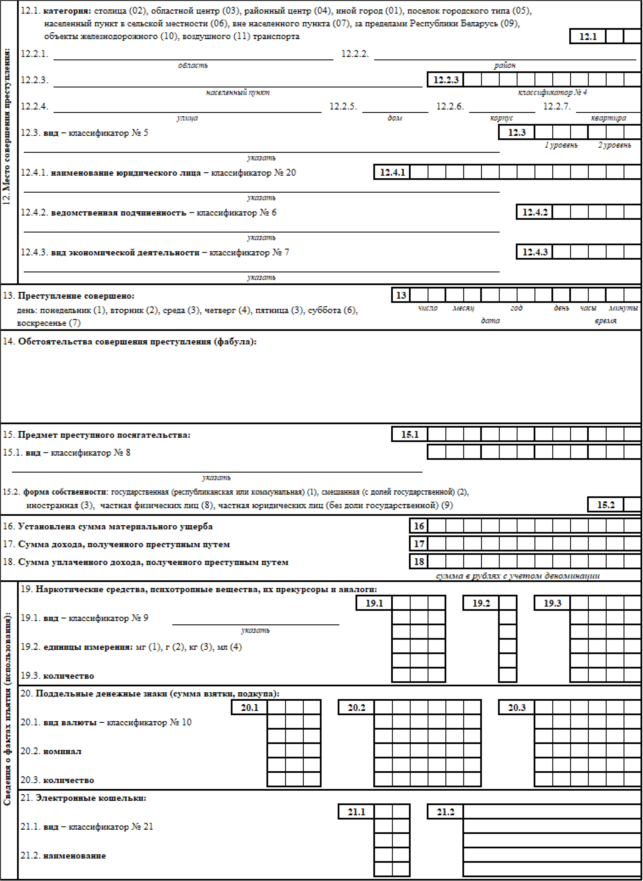 12. Место совершения преступления:
12.1. категория: столица (02), областной центр (03), районный центр (04), иной город (01), поселок городского типа (05),
населенный пункт в сельской местности (06), вне населенного пункта (07), за пределами Республики Беларусь (09),
объекты железнодорожного (10), воздушного (11) транспорта
12.1
12.2.1. 12.2.2.
область район
12.2.3. 12.2.3
населенный пункт классификатор № 4
12.2.4. 12.2.5. 12.2.6. 12.2.7.
улица дом корпус квартира
12.3. вид – классификатор № 5 12.3
1 уровень 2 уровень
указать
12.4.1. наименование юридического лица – классификатор № 20 12.4.1
указать
12.4.2. ведомственная подчиненность – классификатор № 6 12.4.2
указать
12.4.3. вид экономической деятельности – классификатор № 7 12.4.3
указать
13. Преступление совершено: 13
число месяц год день часы минуты
день: понедельник (1), вторник (2), среда (3), четверг (4), пятница (3), суббота (6),
дата время
воскресенье (7)
14. Обстоятельства совершения преступления (фабула):
15. Предмет преступного посягательства: 15.1
15.1. вид – классификатор № 8
указать
15.2. форма собственности: государственная (республиканская или коммунальная) (1), смешанная (с долей государственной) (2),
иностранная (3), частная физических лиц (8), частная юридических лиц (без доли государственной) (9) 15.2
16. Установлена сумма материального ущерба 16
17. Сумма дохода, полученного преступным путем 17
18. Сумма уплаченного дохода, полученного преступным путем 18
сумма в рублях с учетом деноминации
Сведения о фактах изъятия (использования):
19. Наркотические средства, психотропные вещества, их прекурсоры и аналоги:
19.1 19.2 19.3
19.1. вид – классификатор № 9
указать
19.2. единицы измерения: мг (1), г (2), кг (3), мл (4)
19.3. количество
20. Поддельные денежные знаки (сумма взятки, подкупа):
20.1 20.2 20.3
20.1. вид валюты – классификатор № 10
20.2. номинал
20.3. количество
21. Электронные кошельки:
21.1 21.2
21.1. вид – классификатор № 21
21.2. наименование